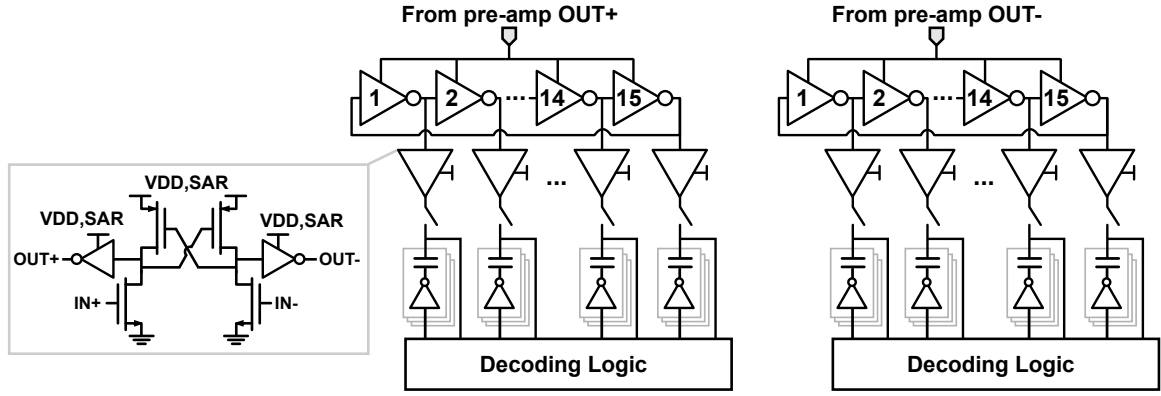 From pre-amp OUT+
1 2 ... 14 15
...
VDD,SAR
VDD,SAR
VDD,SAR
OUT+
OUT-
IN+
IN-
Decoding Logic
From pre-amp OUT-
1 2 ... 14 15
...
Decoding Logic